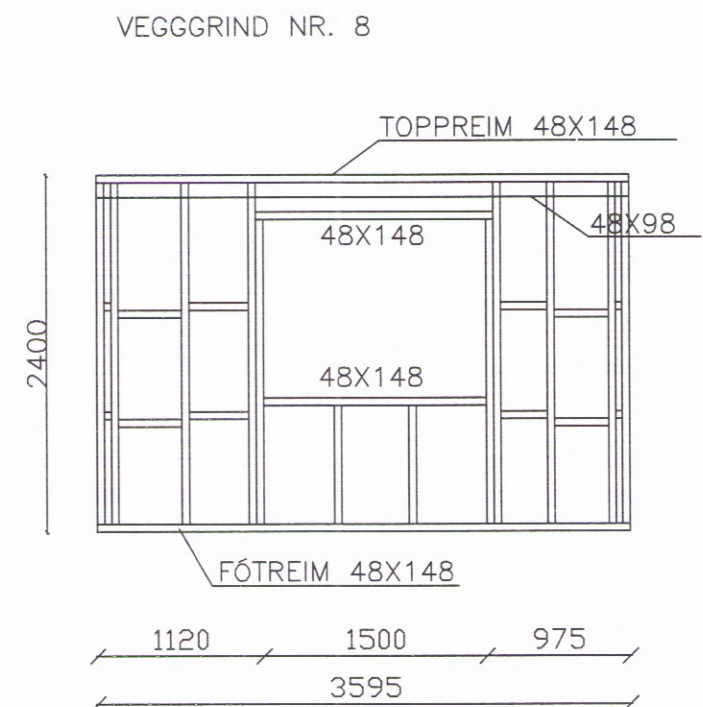 VEGGGRIND NR. 8
TOPPREIM 48X148
48X98
48X148
2400
48X148
FÓTREIM 48X148
1120 1500 975
3595